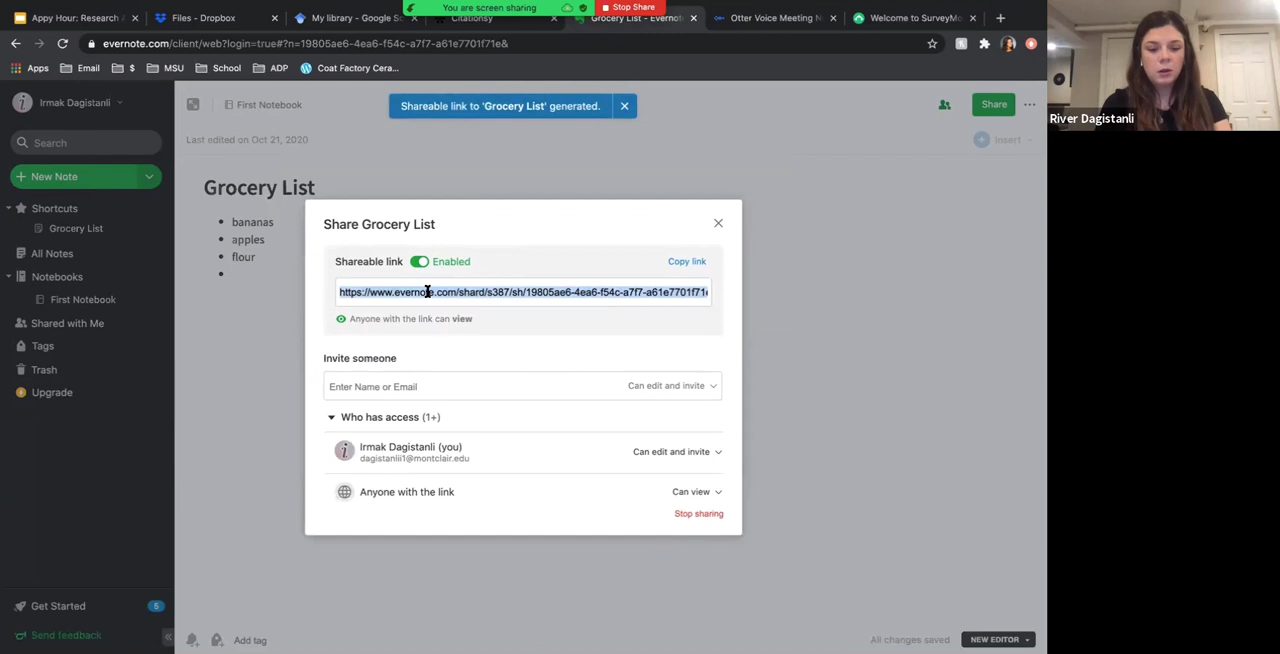 You are screen sharing
Stop Share
Appy Hour: Research A
Files - Dropbox
My library - Google Sc
Citationsy
Grocery List - Evernote
Otter Voice Meeting N
Welcome to SurveyMo
evernote.com/client/web?login=true#?n=19805ae6-4ea6-f54c-a7f7-a61e7701f71e&
Apps Email $ MSU School ADP Coat Factory Cera...
River Dagistanli
Irmak Dagistanli
First Notebook
Shareable link to 'Grocery List' generated.
Share
Search
Last edited on Oct 21, 2020
Insert
New Note
Shortcuts
Grocery List
All Notes
Notebooks
First Notebook
Shared with Me
Tags
Trash
Upgrade
Grocery List
bananas
apples
flour
Share Grocery List
Shareable link Enabled Copy link
https://www.evernote.com/shard/s387/sh/19805ae6-4ea6-f54c-a7f7-a61e7701f71e
Anyone with the link can view
Invite someone
Enter Name or Email Can edit and invite
Who has access (1+)
Irmak Dagistanli (you) Can edit and invite
dagistanlii1@montclair.edu
Anyone with the link Can view
Stop sharing
Get Started 5
Send feedback
Add tag
All changes saved
NEW EDITOR